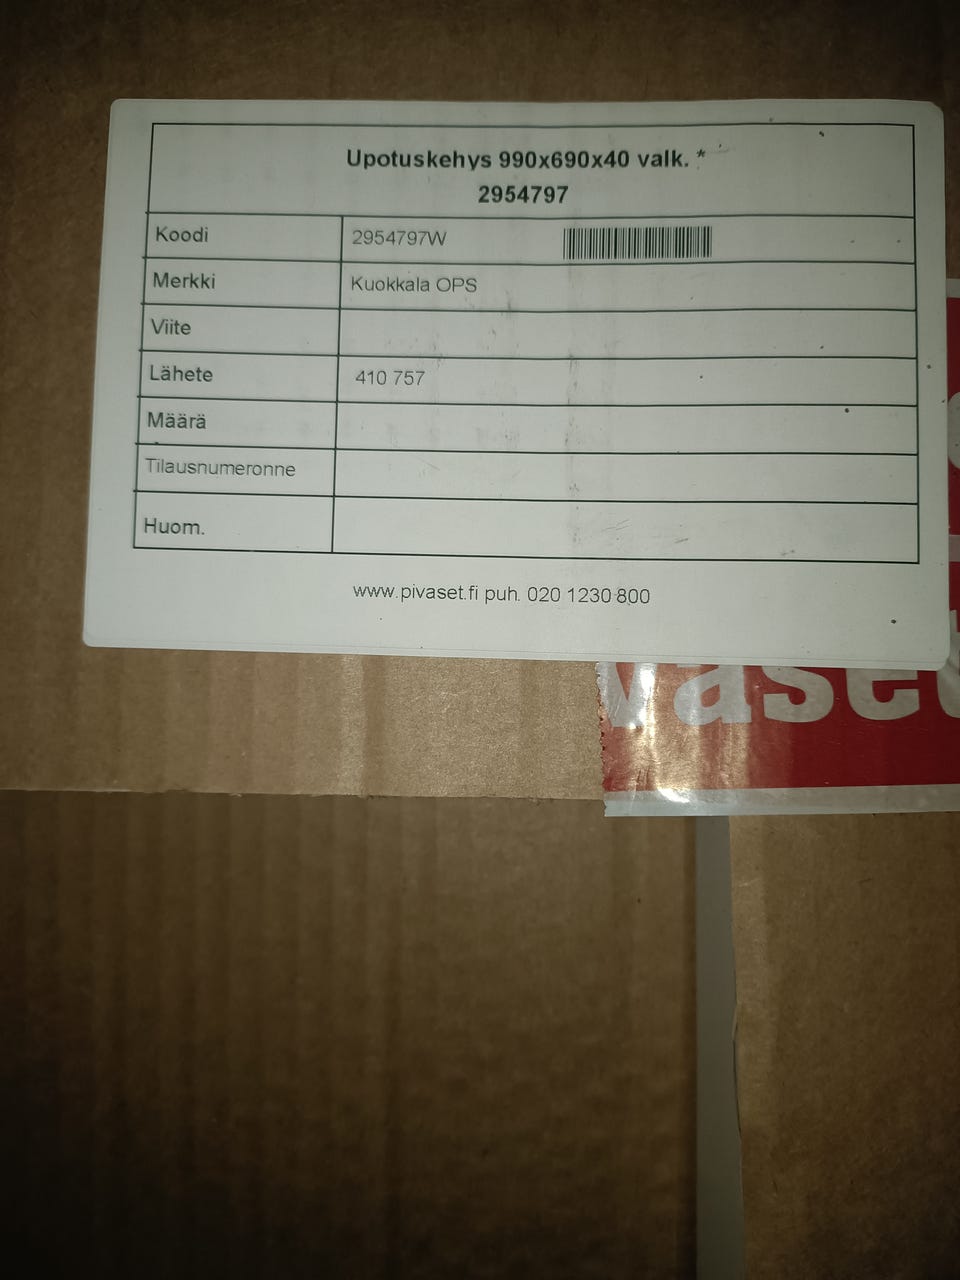 Upotuskehys 990x690x40 valk. *
2954797
Koodi 2954797W
Merkki Kuokkala OPS
Viite
Lähete 410 757
Määrä
Tilausnumeronne
Huom.
www.pivaset.fi puh. 020 1230 800
vaset